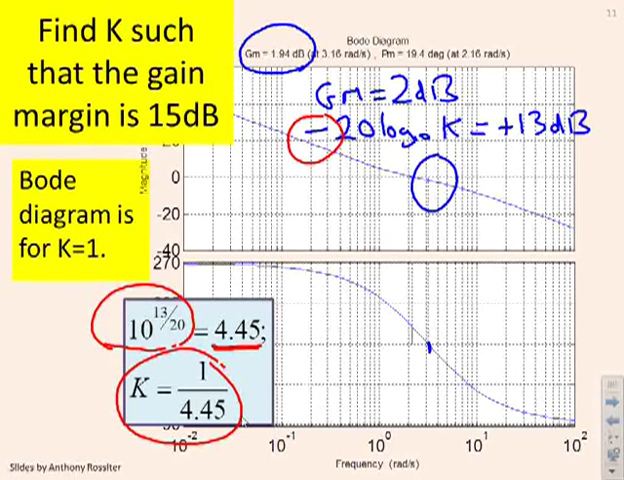 11
Find K such
that the gain
margin is 15dB
Bode Diagram
Gm = 1.94 dB (at 3.16 rad/s) , Pm = 19.4 deg (at 2.16 rad/s)
Gm = 2dB
- 20 log₁₀ K = +13dB
0
-20
-40
Bode
diagram is
for K=1.
270
10^{13/20} = 4.45;
K = 1/4.45
10^{-2} 10^{-1} 10^{0} 10^{1} 10^{2}
Frequency (rad/s)
Slides by Anthony Rossiter